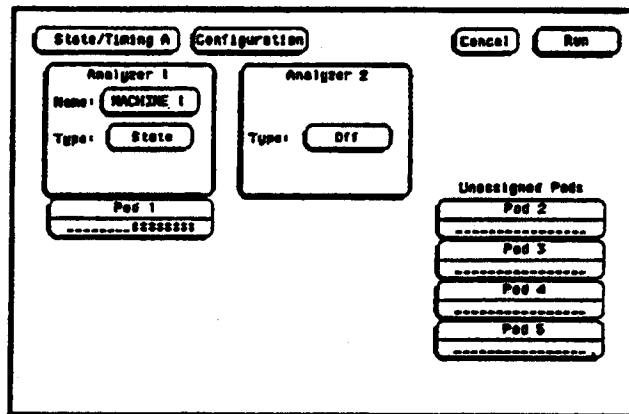 State/Timing A Configuration Cancel Run
Analyzer 1 Analyzer 2
Name: MACHINE 1
Type: State Type: Off
Unassigned Pods
Pod 1 Pod 2
Pod 3
Pod 4
Pod 5